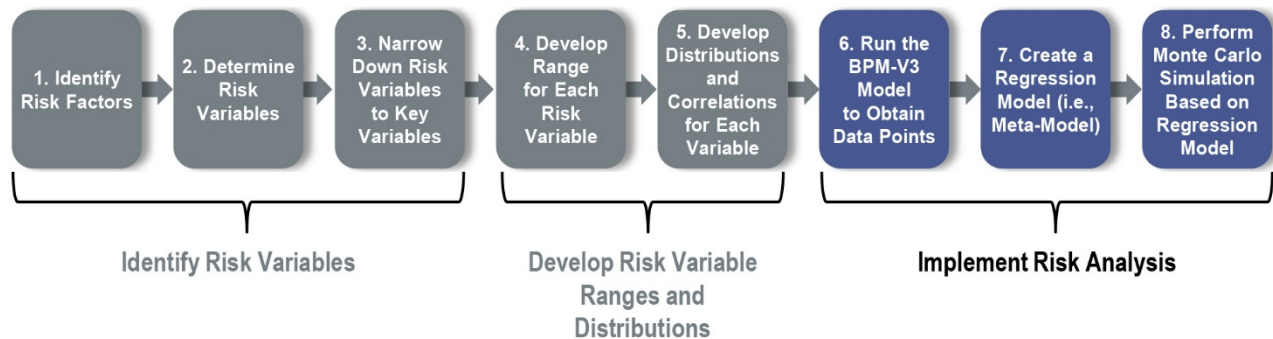 1. Identify
Risk Factors
2. Determine
Risk
Variables
3. Narrow
Down Risk
Variables
to Key
Variables
4. Develop
Range
for Each
Risk
Variable
5. Develop
Distributions
and
Correlations
for Each
Variable
6. Run the
BPM-V3
Model
to Obtain
Data Points
7. Create a
Regression
Model (i.e.,
Meta-Model)
8. Perform
Monte Carlo
Simulation
Based on
Regression
Model
Identify Risk Variables
Develop Risk Variable
Ranges and
Distributions
Implement Risk Analysis